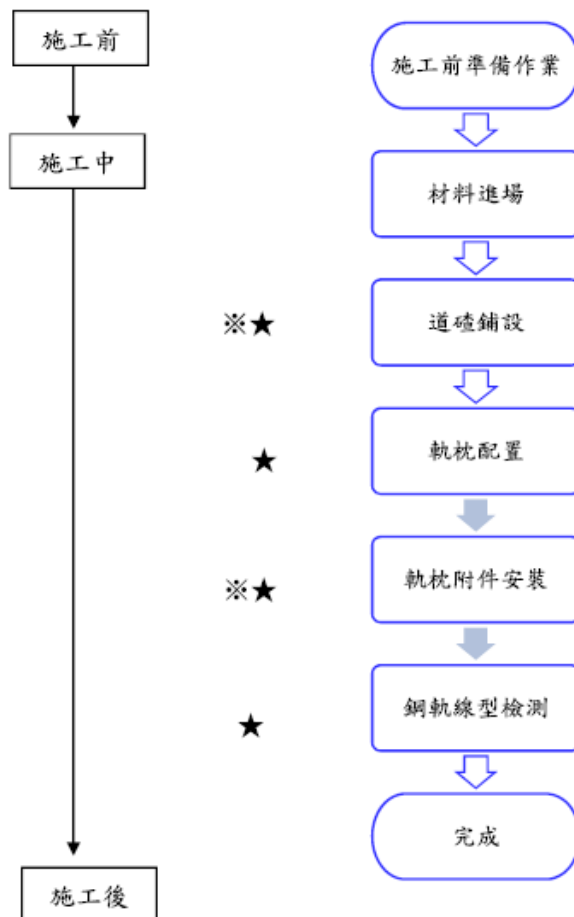 施工前
施工前準備作業
施工中
材料進場
※★
道碴鋪設
★
軌枕配置
※★
軌枕附件安裝
★
鋼軌線型檢測
完成
施工後